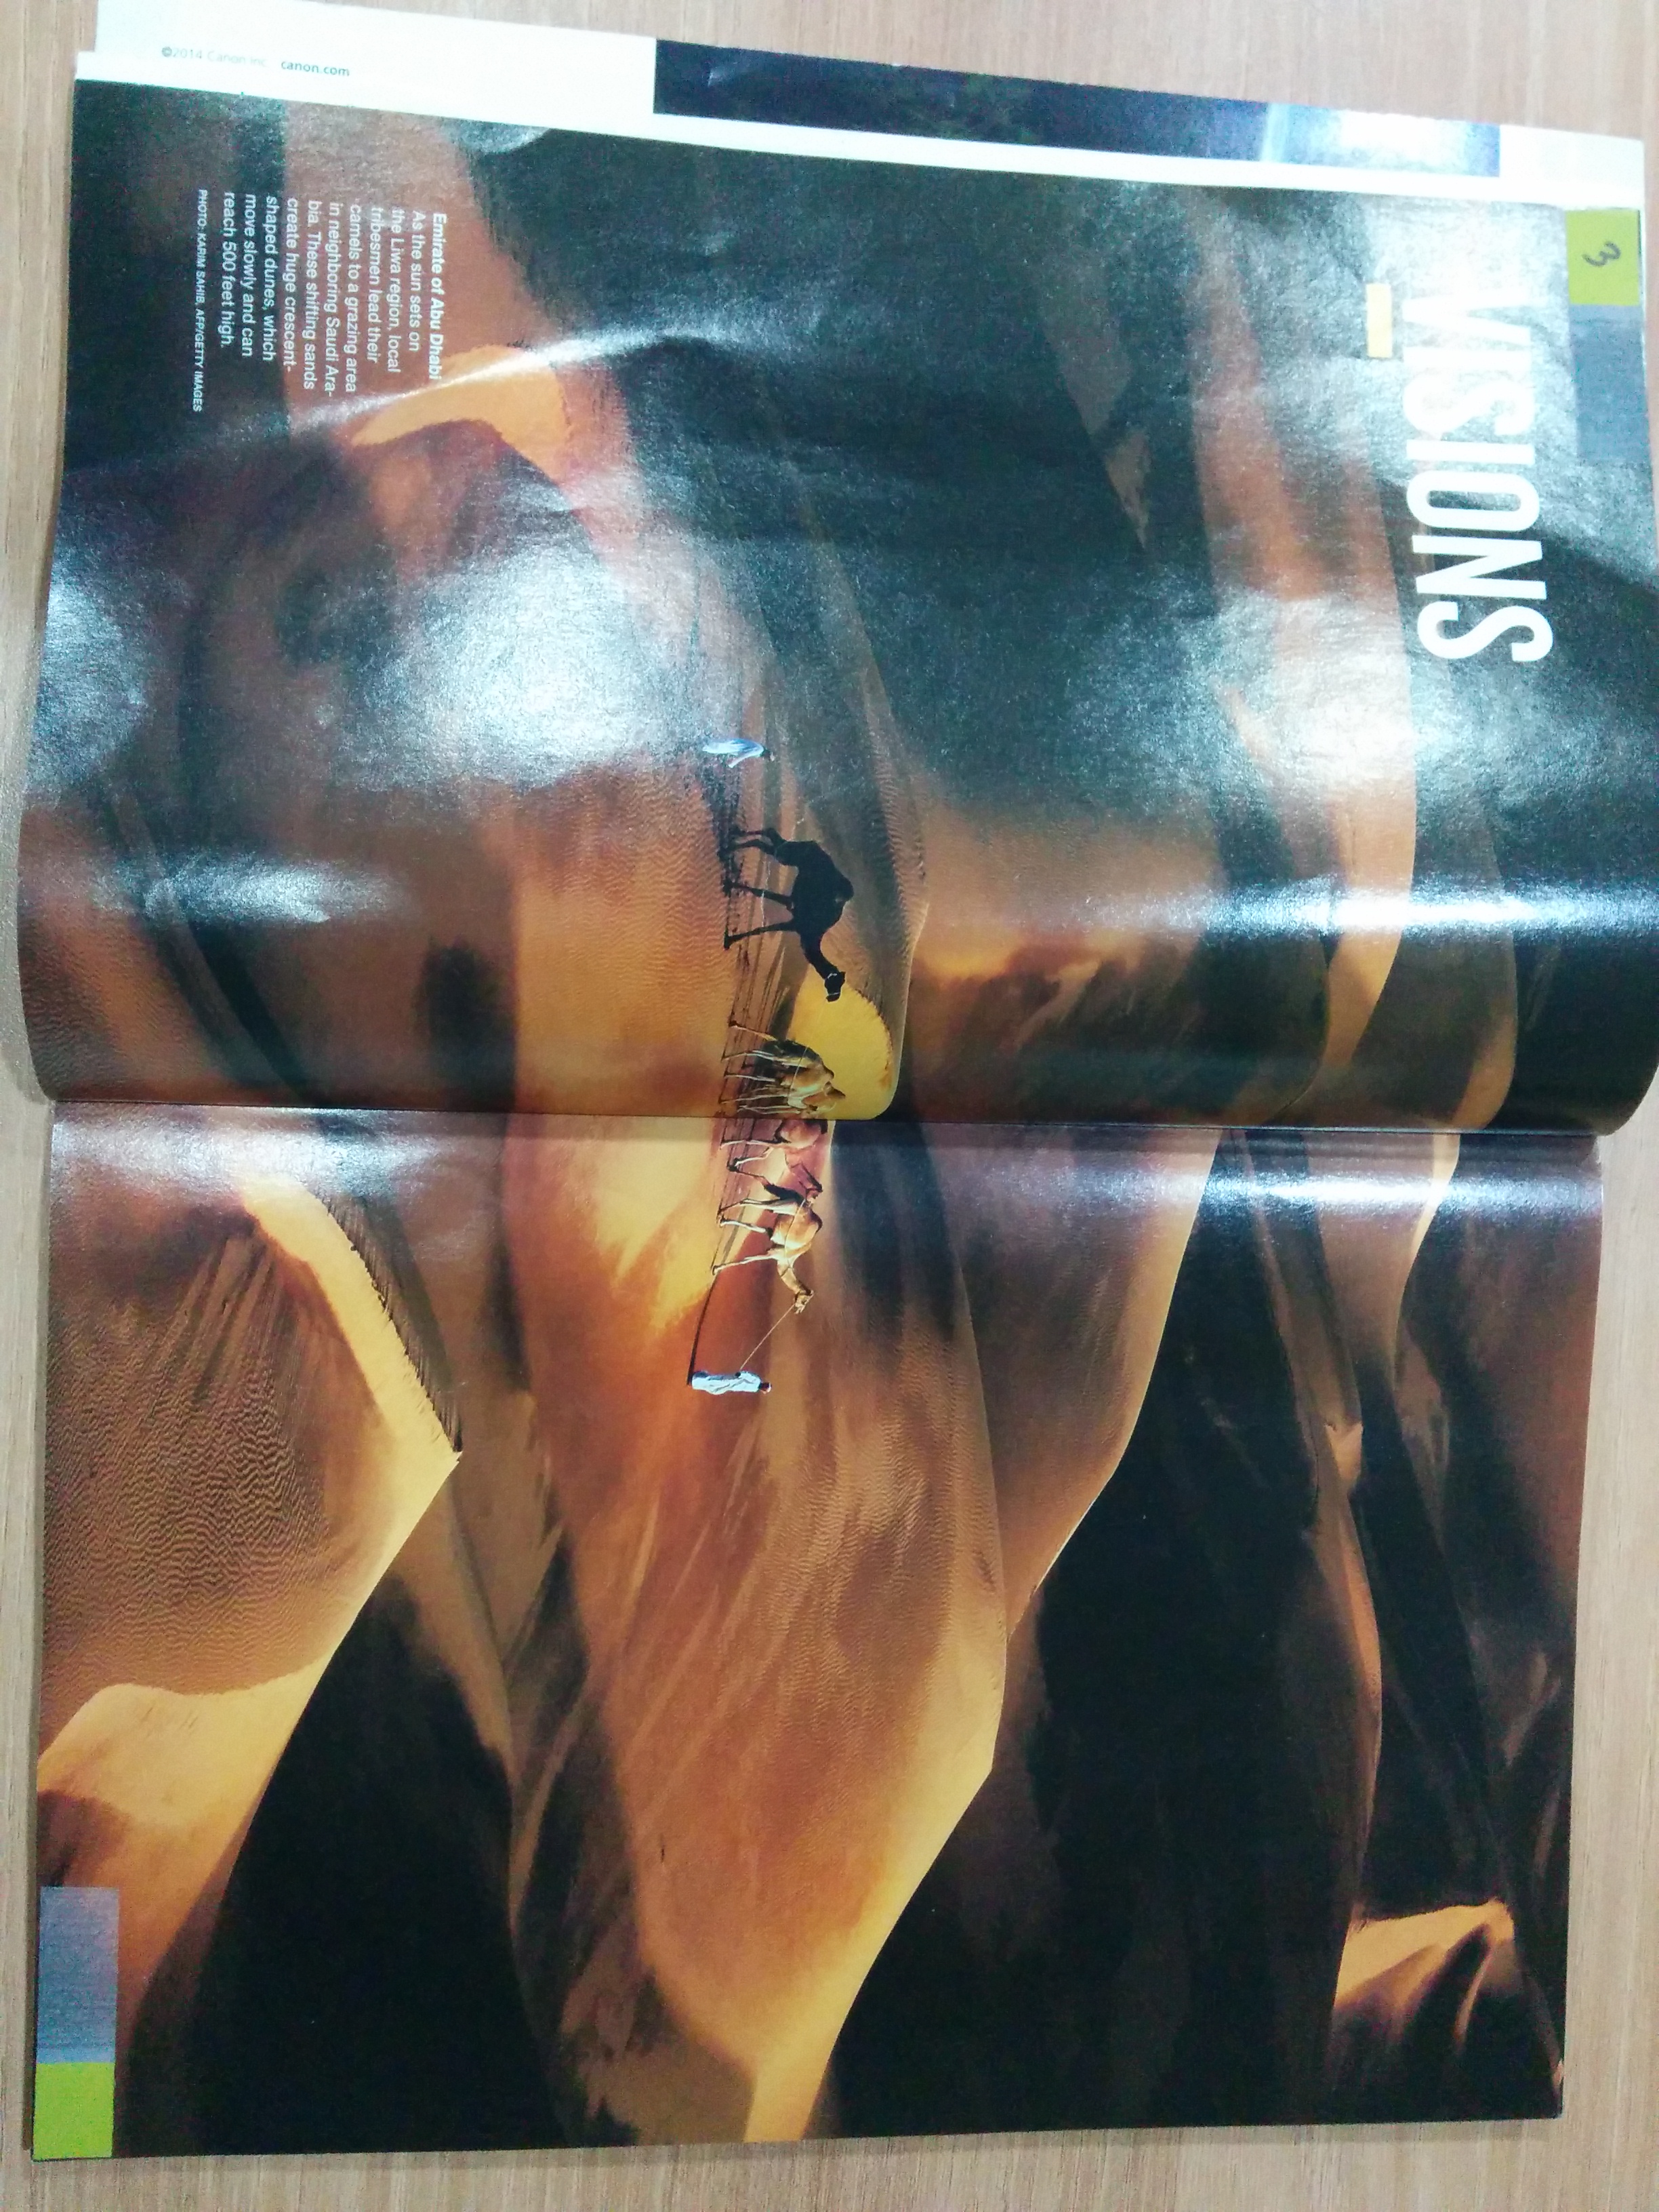 ©2014 Canon Inc. canon.com
3
VISIONS
Emirate of Abu Dhabi
As the sun sets on
the Liwa region, local
tribesmen lead their
camels to a grazing area
in neighboring Saudi Ara-
bia. These shifting sands
create huge crescent-
shaped dunes, which
move slowly and can
reach 500 feet high.
PHOTO: KARIM SAHIB, AFP/GETTY IMAGES